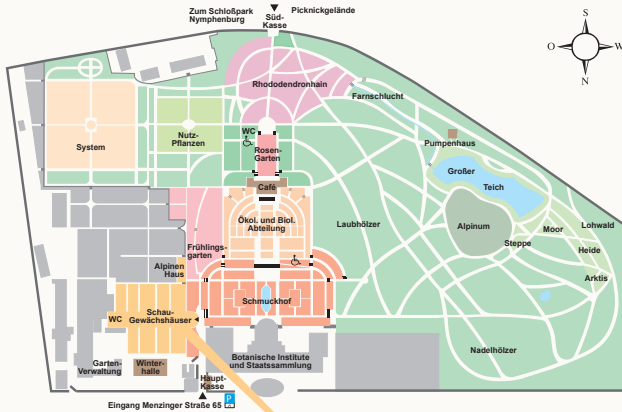 Zum Schloßpark
Nymphenburg
Süd-
Kasse
Picknickgelände
S
O
W
N
Rhododendronhain
Farnschlucht
WC
Pumpenhaus
System
Nutz-
Pflanzen
Rosen-
Garten
Großer
Teich
Café
Ökol. und Biol.
Abteilung
Laubhölzer
Alpinum
Moor
Lohwald
Steppe
Heide
Frühlings-
garten
Arktis
Alpinen
Haus
Schmuckhof
WC
Schau-
Gewächshäuser
Nadelhölzer
Garten-
Verwaltung
Winter-
halle
Botanische Institute
und Staatssammlung
Haupt-
Kasse
Eingang Menzinger Straße 65
P